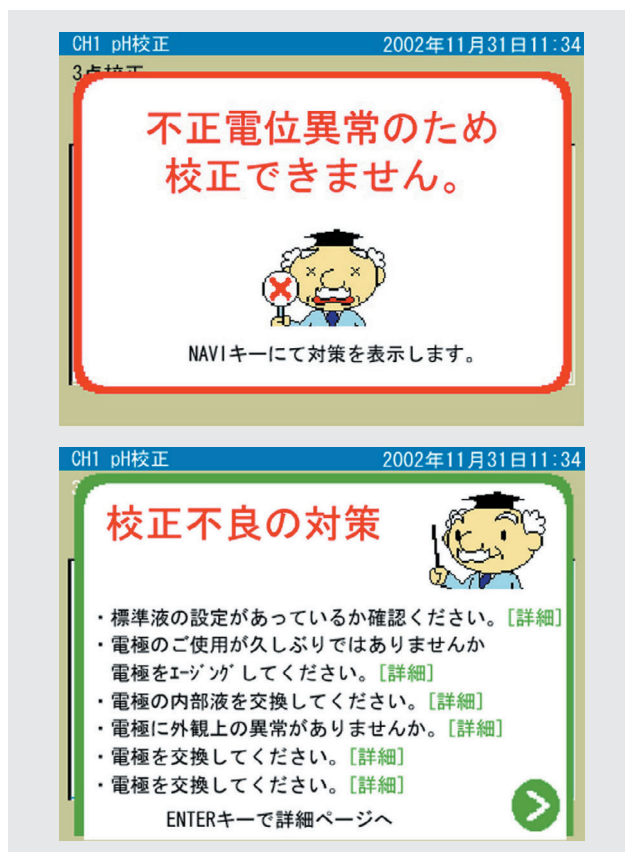 CH1 pH校正 2002年11月31日11:34
3点校正
不正電位異常のため
校正できません。
NAVIキーにて対策を表示します。
CH1 pH校正 2002年11月31日11:34
校正不良の対策
・標準液の設定があっているか確認ください。[詳細]
・電極のご使用が久しぶりではありませんか
電極をｴｰｼﾞﾝｸﾞしてください。[詳細]
・電極の内部液を交換してください。[詳細]
・電極に外観上の異常がありませんか。[詳細]
・電極を交換してください。[詳細]
・電極を交換してください。[詳細]
ENTERキーで詳細ページへ